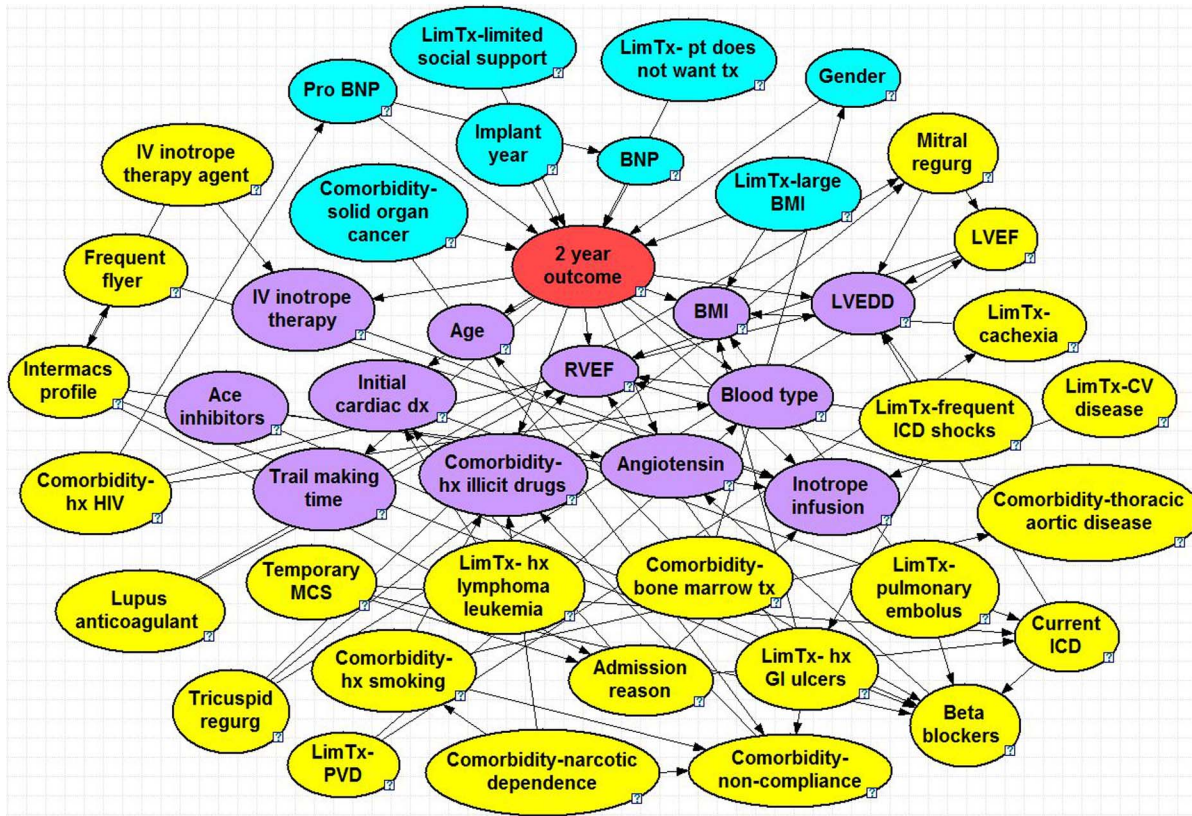 LimTx-limited
social support
LimTx- pt does
not want tx
Gender
Pro BNP
Implant
year
BNP
Mitral
regurg
IV inotrope
therapy agent
Comorbidity-
solid organ
cancer
LimTx-large
BMI
LVEF
2 year
outcome
Frequent
flyer
IV inotrope
therapy
Age
BMI
LVEDD
LimTx-
cachexia
Intermacs
profile
Ace
inhibitors
Initial
cardiac dx
RVEF
Blood type
LimTx-frequent
ICD shocks
LimTx-CV
disease
Comorbidity-
hx HIV
Trail making
time
Comorbidity-
hx illicit drugs
Angiotensin
Inotrope
infusion
Comorbidity-thoracic
aortic disease
Lupus
anticoagulant
Temporary
MCS
LimTx- hx
lymphoma
leukemia
Comorbidity-
bone marrow tx
LimTx-
pulmonary
embolus
Current
ICD
Tricuspid
regurg
Comorbidity-
hx smoking
Admission
reason
LimTx- hx
GI ulcers
Beta
blockers
LimTx-
PVD
Comorbidity-narcotic
dependence
Comorbidity-
non-compliance